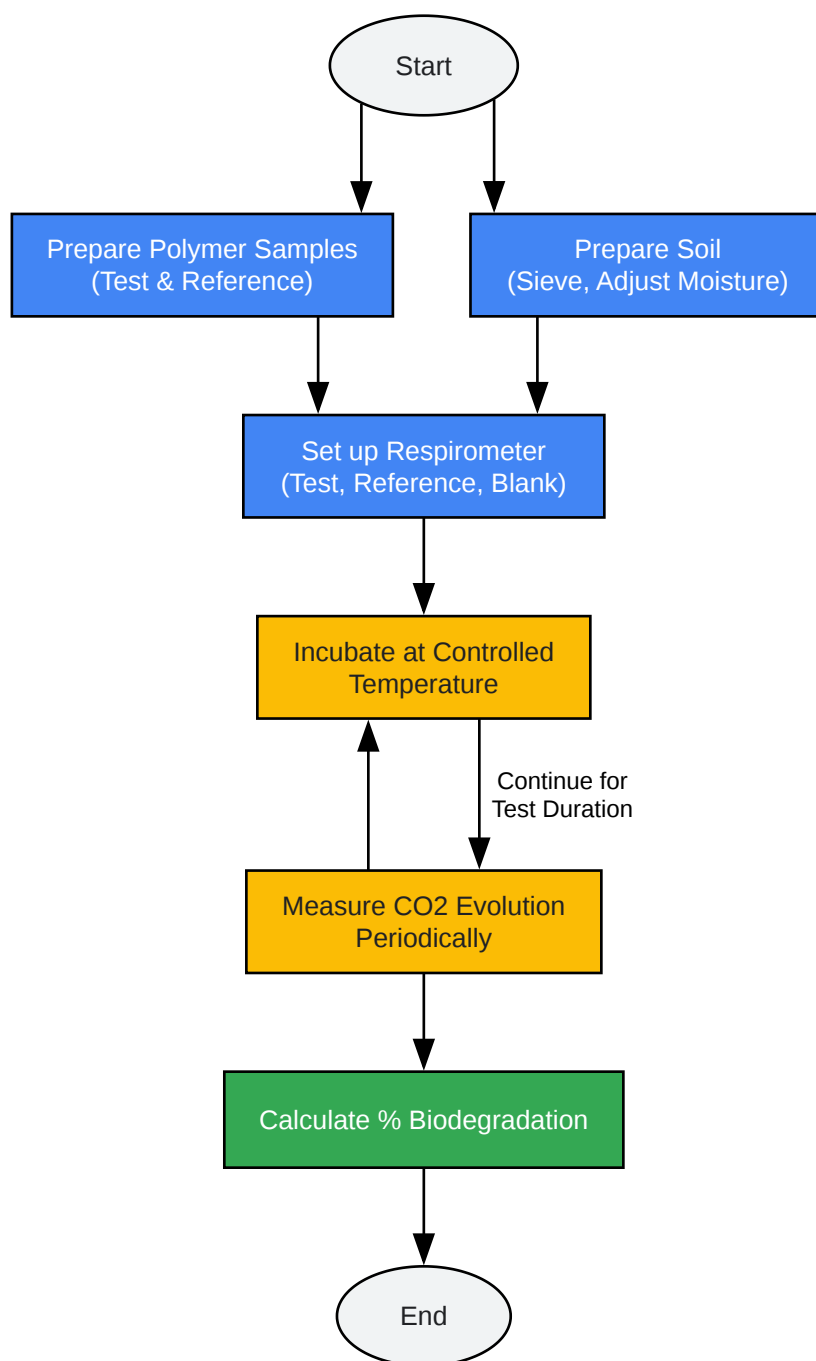 Start
Prepare Polymer Samples
(Test & Reference)
Prepare Soil
(Sieve, Adjust Moisture)
Set up Respirometer
(Test, Reference, Blank)
Incubate at Controlled
Temperature
Continue for
Test Duration
Measure CO2 Evolution
Periodically
Calculate % Biodegradation
End